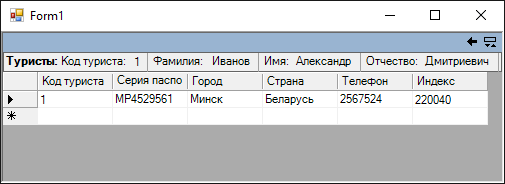 Form1
Туристы: Код туриста: 1 Фамилия: Иванов Имя: Александр Отчество: Дмитриевич
Код туриста Серия паспо Город Страна Телефон Индекс
1 МР4529561 Минск Беларусь 2567524 220040